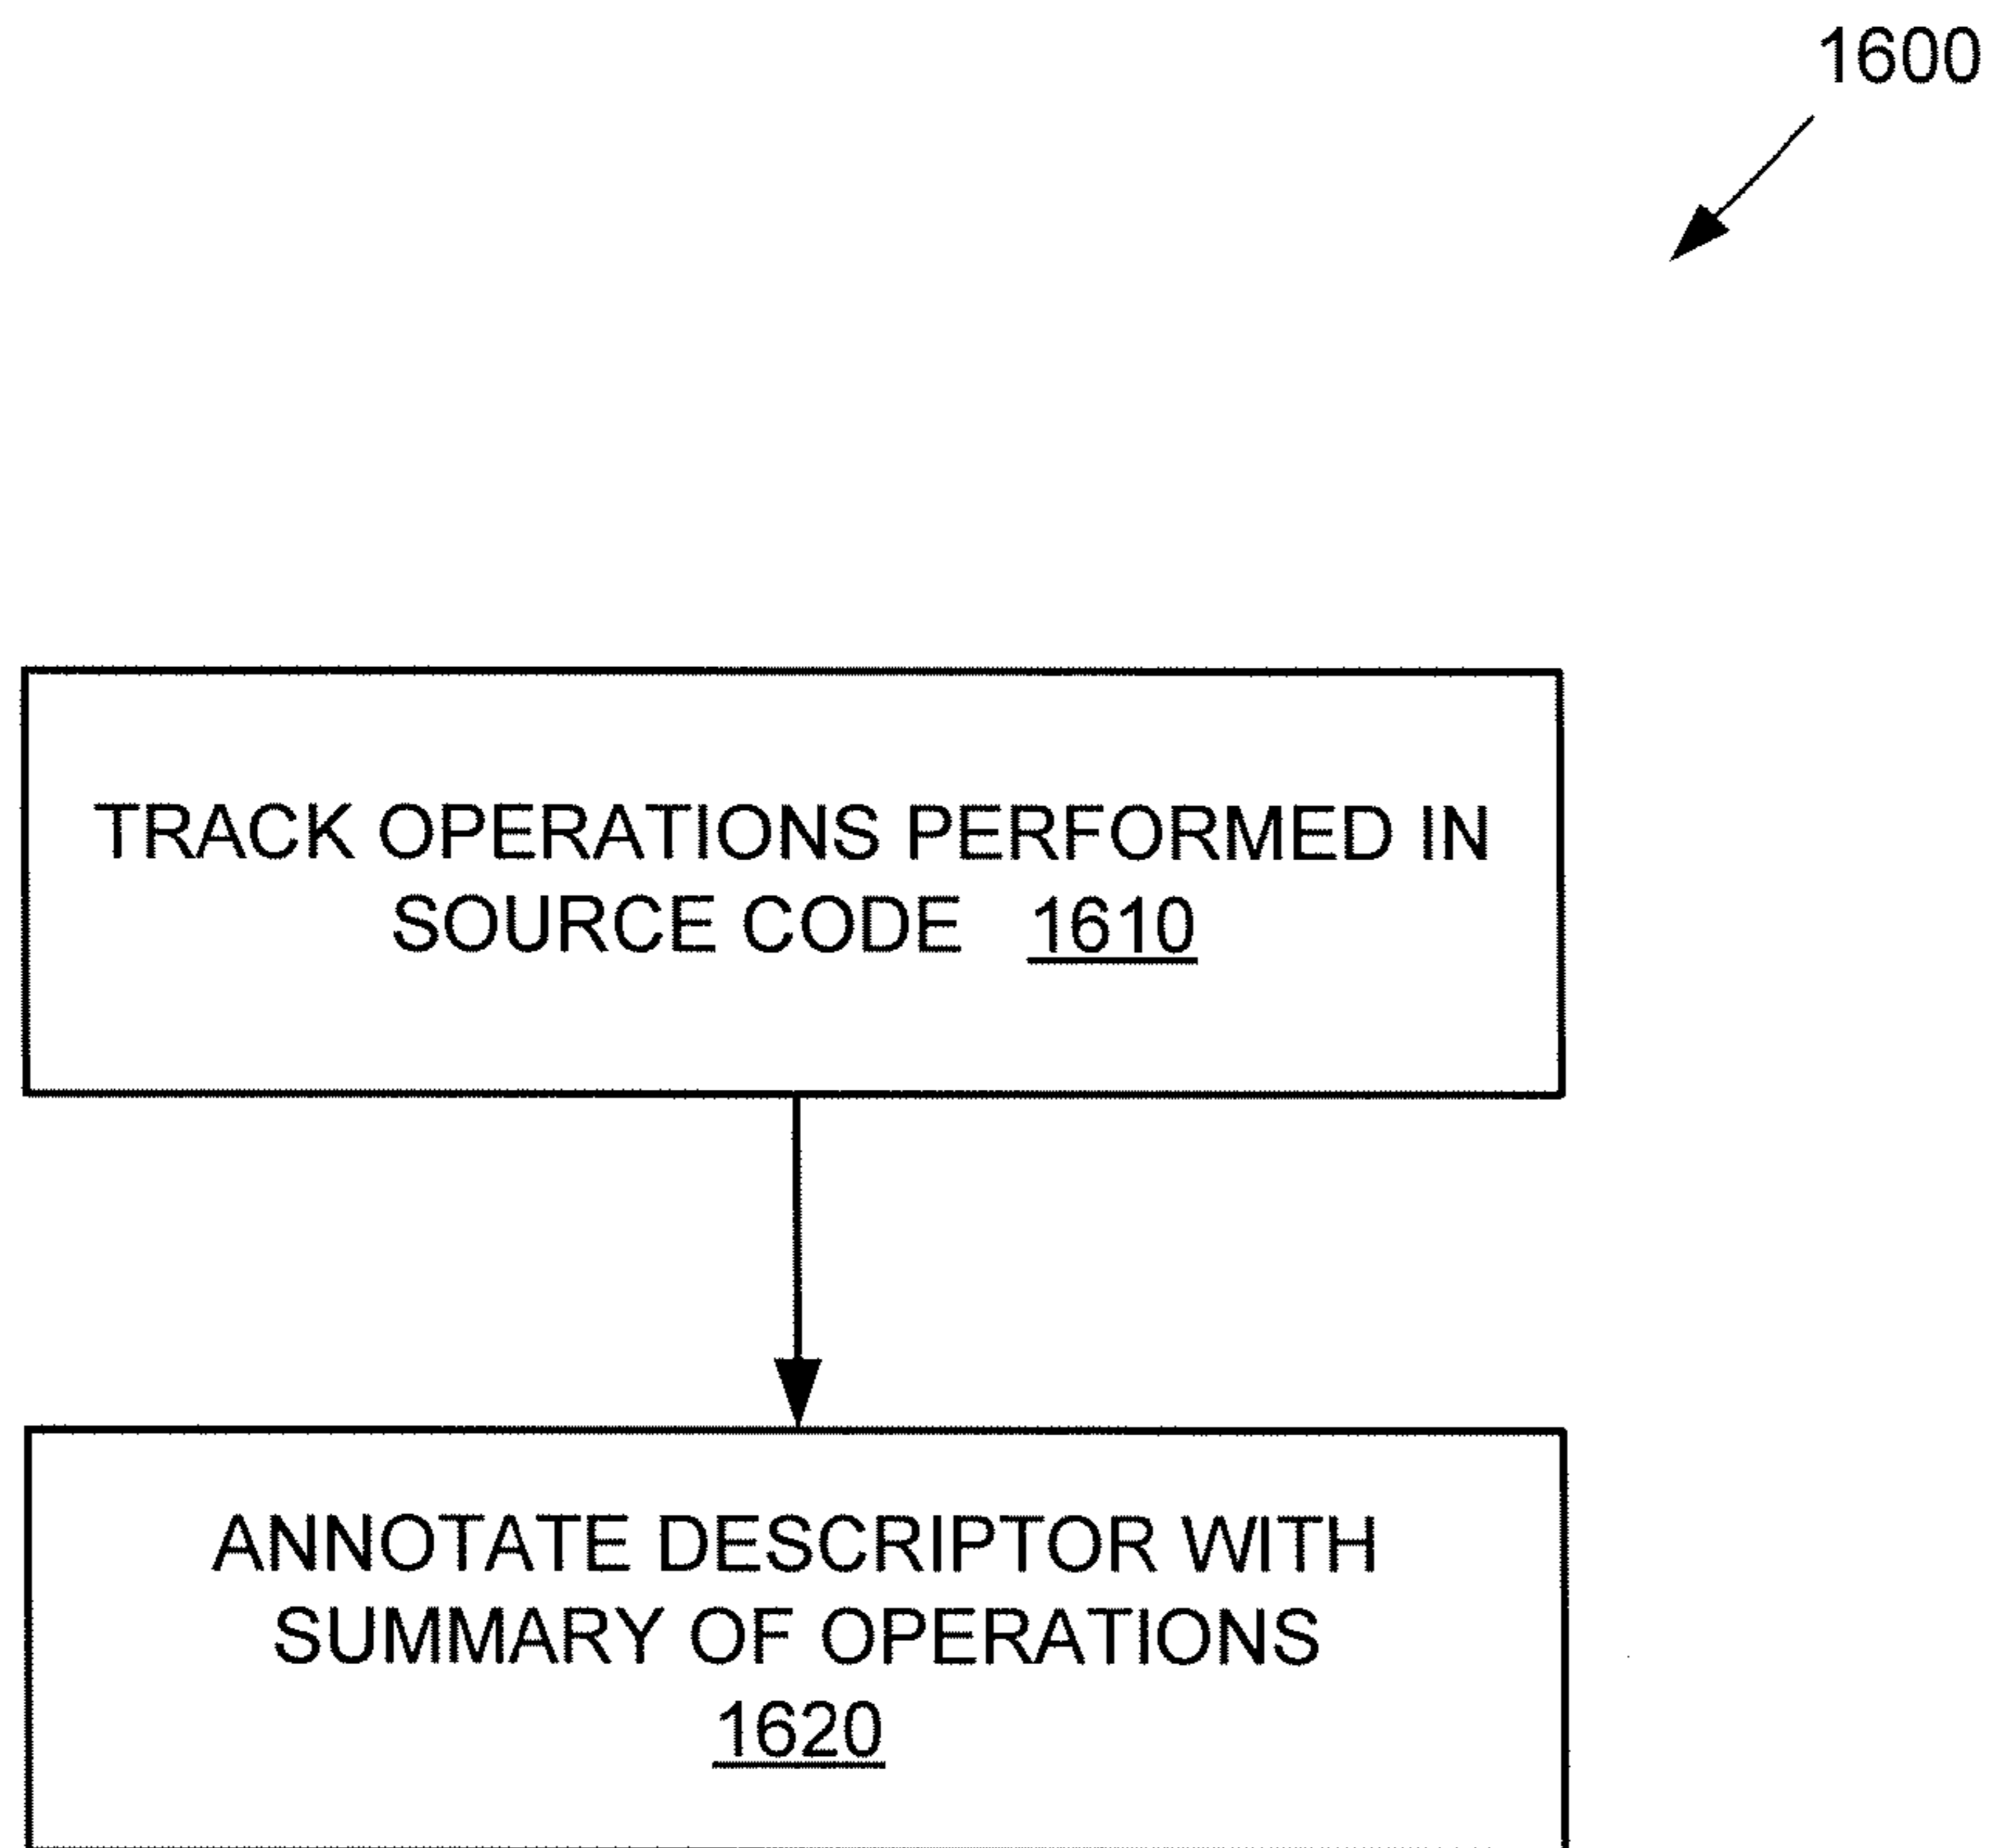 1600
TRACK OPERATIONS PERFORMED IN
SOURCE CODE 1610
ANNOTATE DESCRIPTOR WITH
SUMMARY OF OPERATIONS
1620